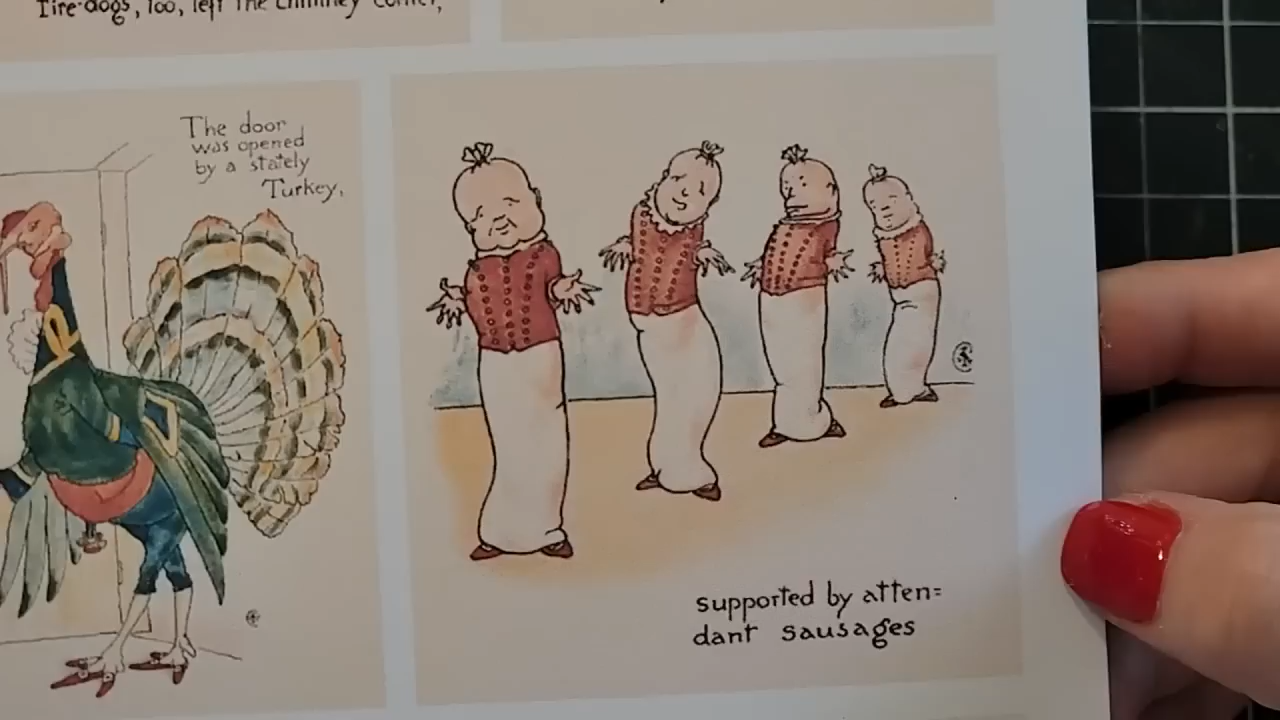 Fire-dogs, too, left the chimney corner,
The door
was opened
by a stately
Turkey,
supported by atten=
dant sausages